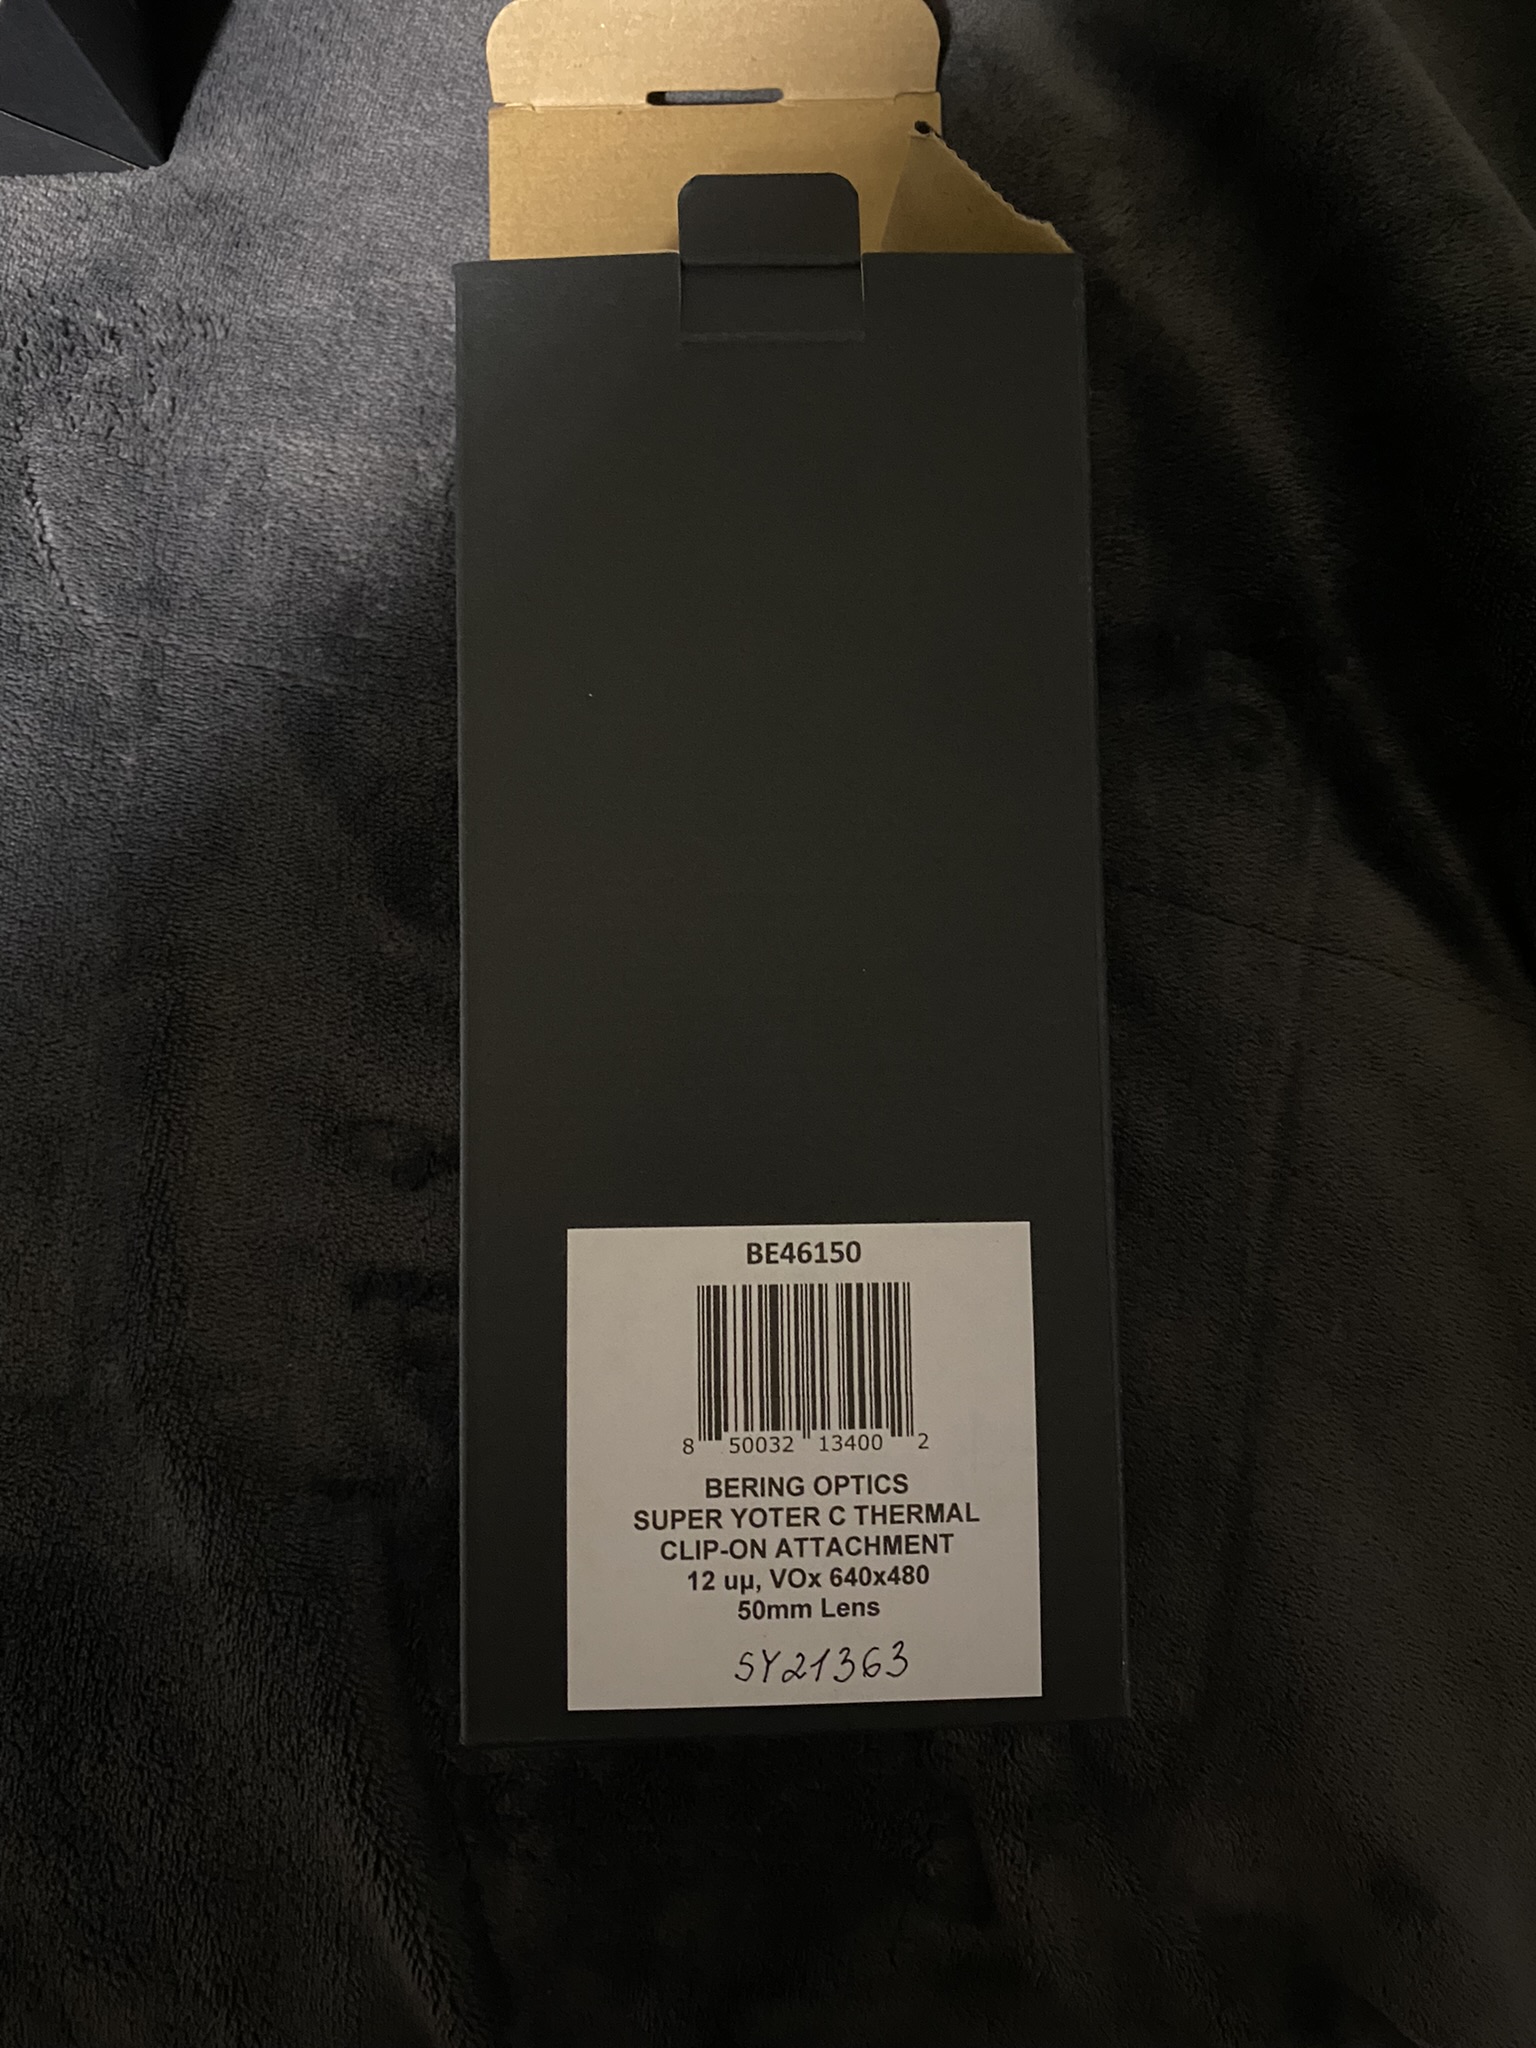 BE46150
8 50032 13400 2
BERING OPTICS
SUPER YOTER C THERMAL
CLIP-ON ATTACHMENT
12 uµ, VOx 640x480
50mm Lens
SY21363